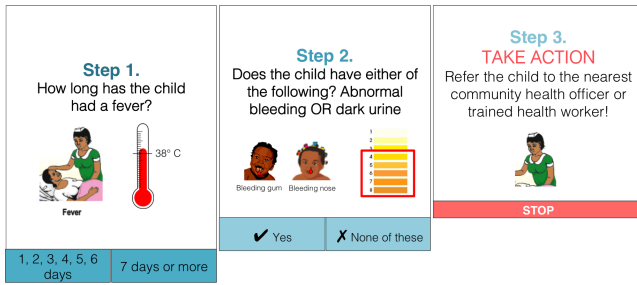 Step 1.
How long has the child
had a fever?
38° C
Fever
1, 2, 3, 4, 5, 6
days
7 days or more
Step 2.
Does the child have either of
the following? Abnormal
bleeding OR dark urine
Bleeding gum
Bleeding nose
1
2
3
4
5
6
7
8
✔ Yes
✗ None of these
Step 3.
TAKE ACTION
Refer the child to the nearest
community health officer or
trained health worker!
STOP